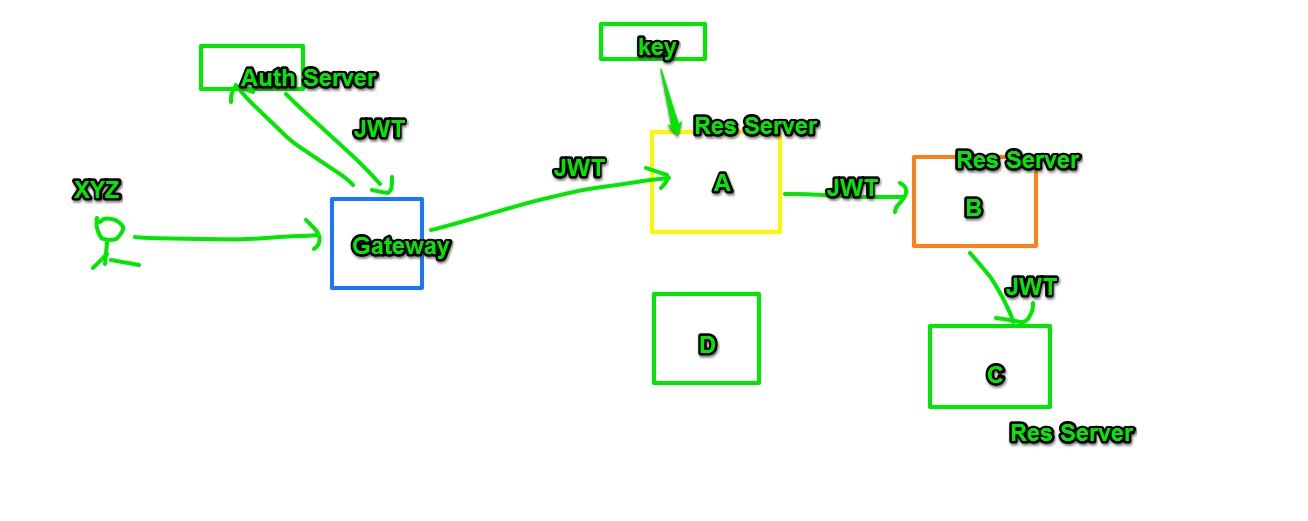 key
Auth Server
JWT
Res Server
XYZ
JWT
A
Res Server
JWT
B
Gateway
JWT
D
C
Res Server